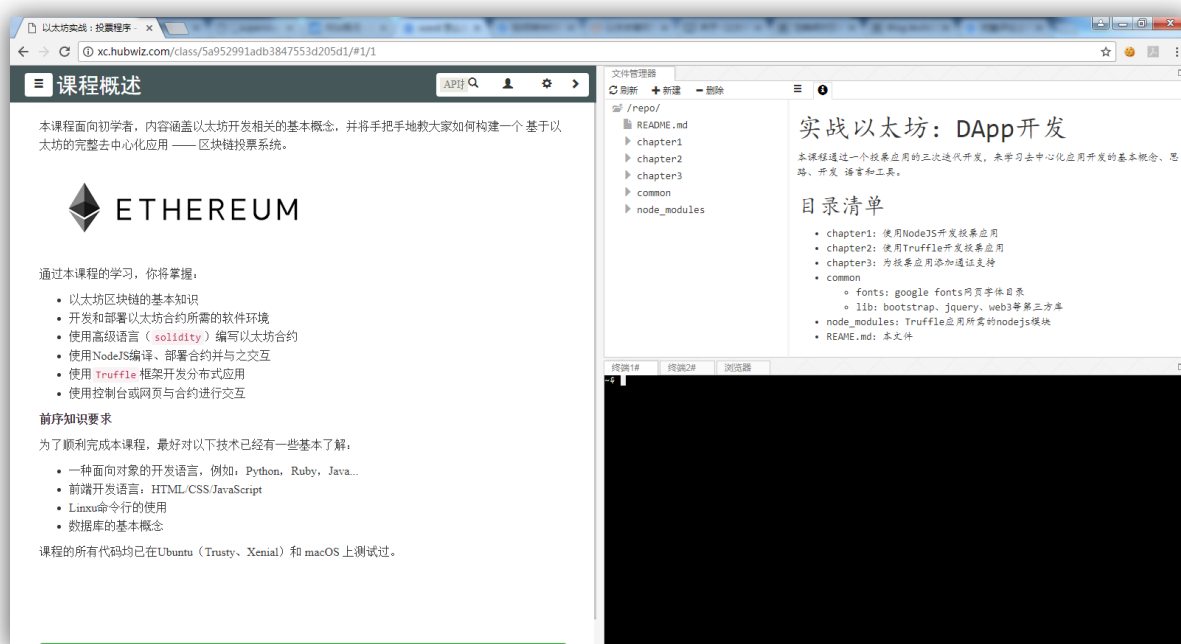 以太坊实战：投票程序 -
xc.hubwiz.com/class/5a952991adb3847553d205d1/#1/1
课程概述
API
本课程面向初学者，内容涵盖以太坊开发相关的基本概念，并将手把手地教大家如何构建一个 基于以
太坊的完整去中心化应用 —— 区块链投票系统。
ETHEREUM
通过本课程的学习，你将掌握：
• 以太坊区块链的基本知识
• 开发和部署以太坊合约所需的软件环境
• 使用高级语言（ solidity ）编写以太坊合约
• 使用NodeJS编译、部署合约并与之交互
• 使用 Truffle 框架开发分布式应用
• 使用控制台或网页与合约进行交互
前序知识要求
为了顺利完成本课程，最好对以下技术已经有一些基本了解：
• 一种面向对象的开发语言，例如：Python，Ruby，Java...
• 前端开发语言：HTML/CSS/JavaScript
• Linxu命令行的使用
• 数据库的基本概念
课程的所有代码均已在Ubuntu（Trusty、Xenial）和 macOS 上测试过。
文件管理器
刷新 新建 删除
/repo/
README.md
chapter1
chapter2
chapter3
common
node_modules
实战以太坊: DApp开发
本课程通过一个投票应用的三次迭代开发，来学习去中心化应用开发的基本概念、思
路、开发 语言和工具。
目录清单
• chapter1: 使用NodeJS开发投票应用
• chapter2: 使用Truffle开发投票应用
• chapter3: 为投票应用添加通证支持
• common
◦ fonts: google fonts网页字体目录
◦ lib: bootstrap、jquery、web3等第三方库
• node_modules: Truffle应用所需的nodejs模块
• REAME.md: 本文件
终端1# 终端2# 浏览器